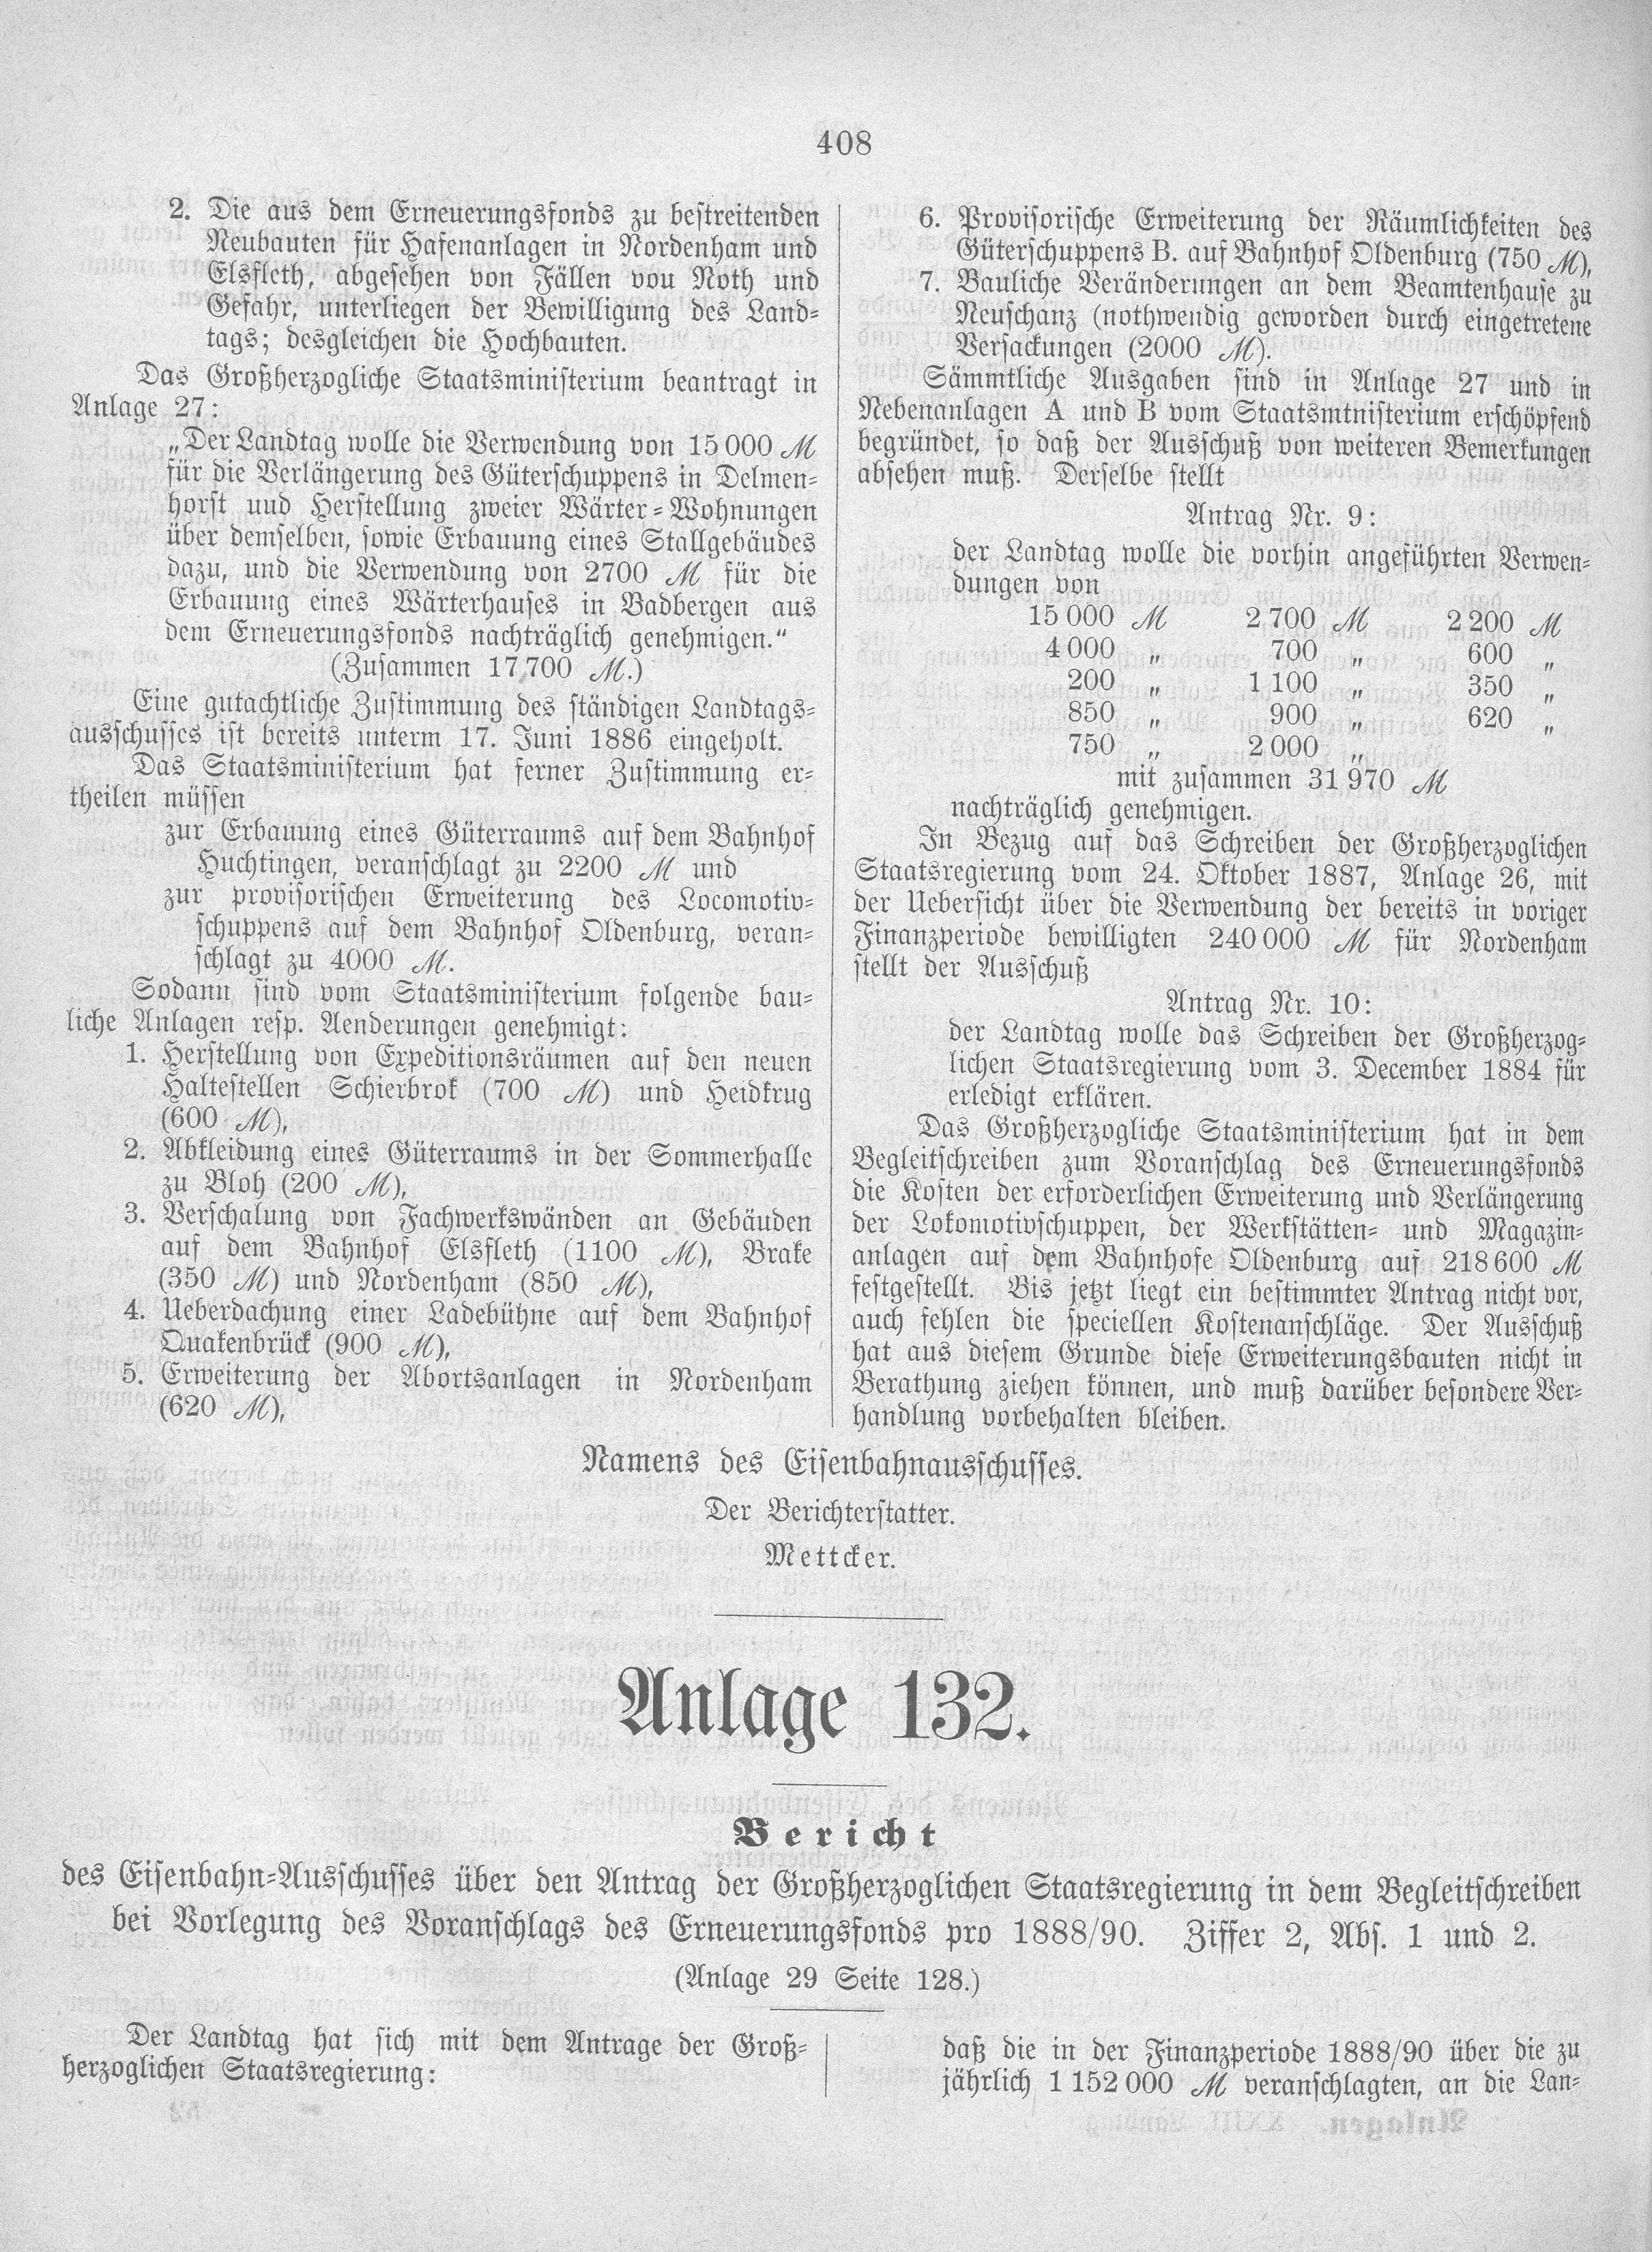 408
2. Die aus dem Erneuerungsfonds zu bestreitenden
Neubauten für Hafenanlagen in Nordenham und
Elsfleth, abgesehen von Fällen vou Noth und
Gefahr, unterliegen der Bewilligung des Land-
tags; desgleichen die Hochbauten.
Das Großherzogliche Staatsministerium beantragt in
Anlage 27:
„Der Landtag wolle die Verwendung von 15 000 ℳ
für die Verlängerung des Güterschuppens in Delmen-
horst und Herstellung zweier Wärter-Wohnungen
über demselben, sowie Erbauung eines Stallgebäudes
dazu, und die Verwendung von 2700 ℳ für die
Erbauung eines Wärterhauses in Badbergen aus
dem Erneuerungsfonds nachträglich genehmigen.“
(Zusammen 17,700 ℳ.)
Eine gutachtliche Zustimmung des ständigen Landtags-
ausschusses ist bereits unterm 17. Juni 1886 eingeholt.
Das Staatsministerium hat ferner Zustimmung er-
theilen müssen
zur Erbauung eines Güterraums auf dem Bahnhof
Huchtingen, veranschlagt zu 2200 ℳ und
zur provisorischen Erweiterung des Locomotiv-
schuppens auf dem Bahnhof Oldenburg, veran-
schlagt zu 4000 ℳ.
Sodann sind vom Staatsministerium folgende bau-
liche Anlagen resp. Aenderungen genehmigt:
1. Herstellung von Expeditionsräumen auf den neuen
Haltestellen Schierbrok (700 ℳ) und Heidkrug
(600 ℳ),
2. Abkleidung eines Güterraums in der Sommerhalle
zu Bloh (200 ℳ),
3. Verschalung von Fachwerkswänden an Gebäuden
auf dem Bahnhof Elsfleth (1100 ℳ), Brake
(350 ℳ) und Nordenham (850 ℳ),
4. Ueberdachung einer Ladebühne auf dem Bahnhof
Quakenbrück (900 ℳ),
5. Erweiterung der Abortsanlagen in Nordenham
(620 ℳ),
6. Provisorische Erweiterung der Räumlichkeiten des
Güterschuppens B. auf Bahnhof Oldenburg (750 ℳ),
7. Bauliche Veränderungen an dem Beamtenhause zu
Neuschanz (nothwendig geworden durch eingetretene
Versackungen (2000 ℳ).
Sämmtliche Ausgaben sind in Anlage 27 und in
Nebenanlagen A und B vom Staatsmtnisterium erschöpfend
begründet, so daß der Ausschuß von weiteren Bemerkungen
absehen muß. Derselbe stellt
Antrag Nr. 9:
der Landtag wolle die vorhin angeführten Verwen-
dungen von
15 000 ℳ 2 700 ℳ 2 200 ℳ
4 000 „ 700 „ 600 „
200 „ 1 100 „ 350 „
850 „ 900 „ 620 „
750 „ 2 000 „
mit zusammen 31 970 ℳ
nachträglich genehmigen.
In Bezug auf das Schreiben der Großherzoglichen
Staatsregierung vom 24. Oktober 1887, Anlage 26, mit
der Uebersicht über die Verwendung der bereits in voriger
Finanzperiode bewilligten 240 000 ℳ für Nordenham
stellt der Ausschuß
Antrag Nr. 10:
der Landtag wolle das Schreiben der Großherzog-
lichen Staatsregierung vom 3. December 1884 für
erledigt erklären.
Das Großherzogliche Staatsministerium hat in dem
Begleitschreiben zum Voranschlag des Erneuerungsfonds
die Kosten der erforderlichen Erweiterung und Verlängerung
der Lokomotivschuppen, der Werkstätten- und Magazin-
anlagen auf dem Bahnhofe Oldenburg auf 218 600 ℳ
festgestellt. Bis jetzt liegt ein bestimmter Antrag nicht vor,
auch fehlen die speciellen Kostenanschläge. Der Ausschuß
hat aus diesem Grunde diese Erweiterungsbauten nicht in
Berathung ziehen können, und muß darüber besondere Ver-
handlung vorbehalten bleiben.
Namens des Eisenbahnausschusses.
Der Berichterstatter.
Mettcker.
Anlage 132.
Bericht
des Eisenbahn-Ausschusses über den Antrag der Großherzoglichen Staatsregierung in dem Begleitschreiben
bei Vorlegung des Voranschlags des Erneuerungsfonds pro 1888/90. Ziffer 2, Abs. 1 und 2.
(Anlage 29 Seite 128.)
Der Landtag hat sich mit dem Antrage der Groß-
herzoglichen Staatsregierung:
daß die in der Finanzperiode 1888/90 über die zu
jährlich 1 152 000 ℳ veranschlagten, an die Lan-